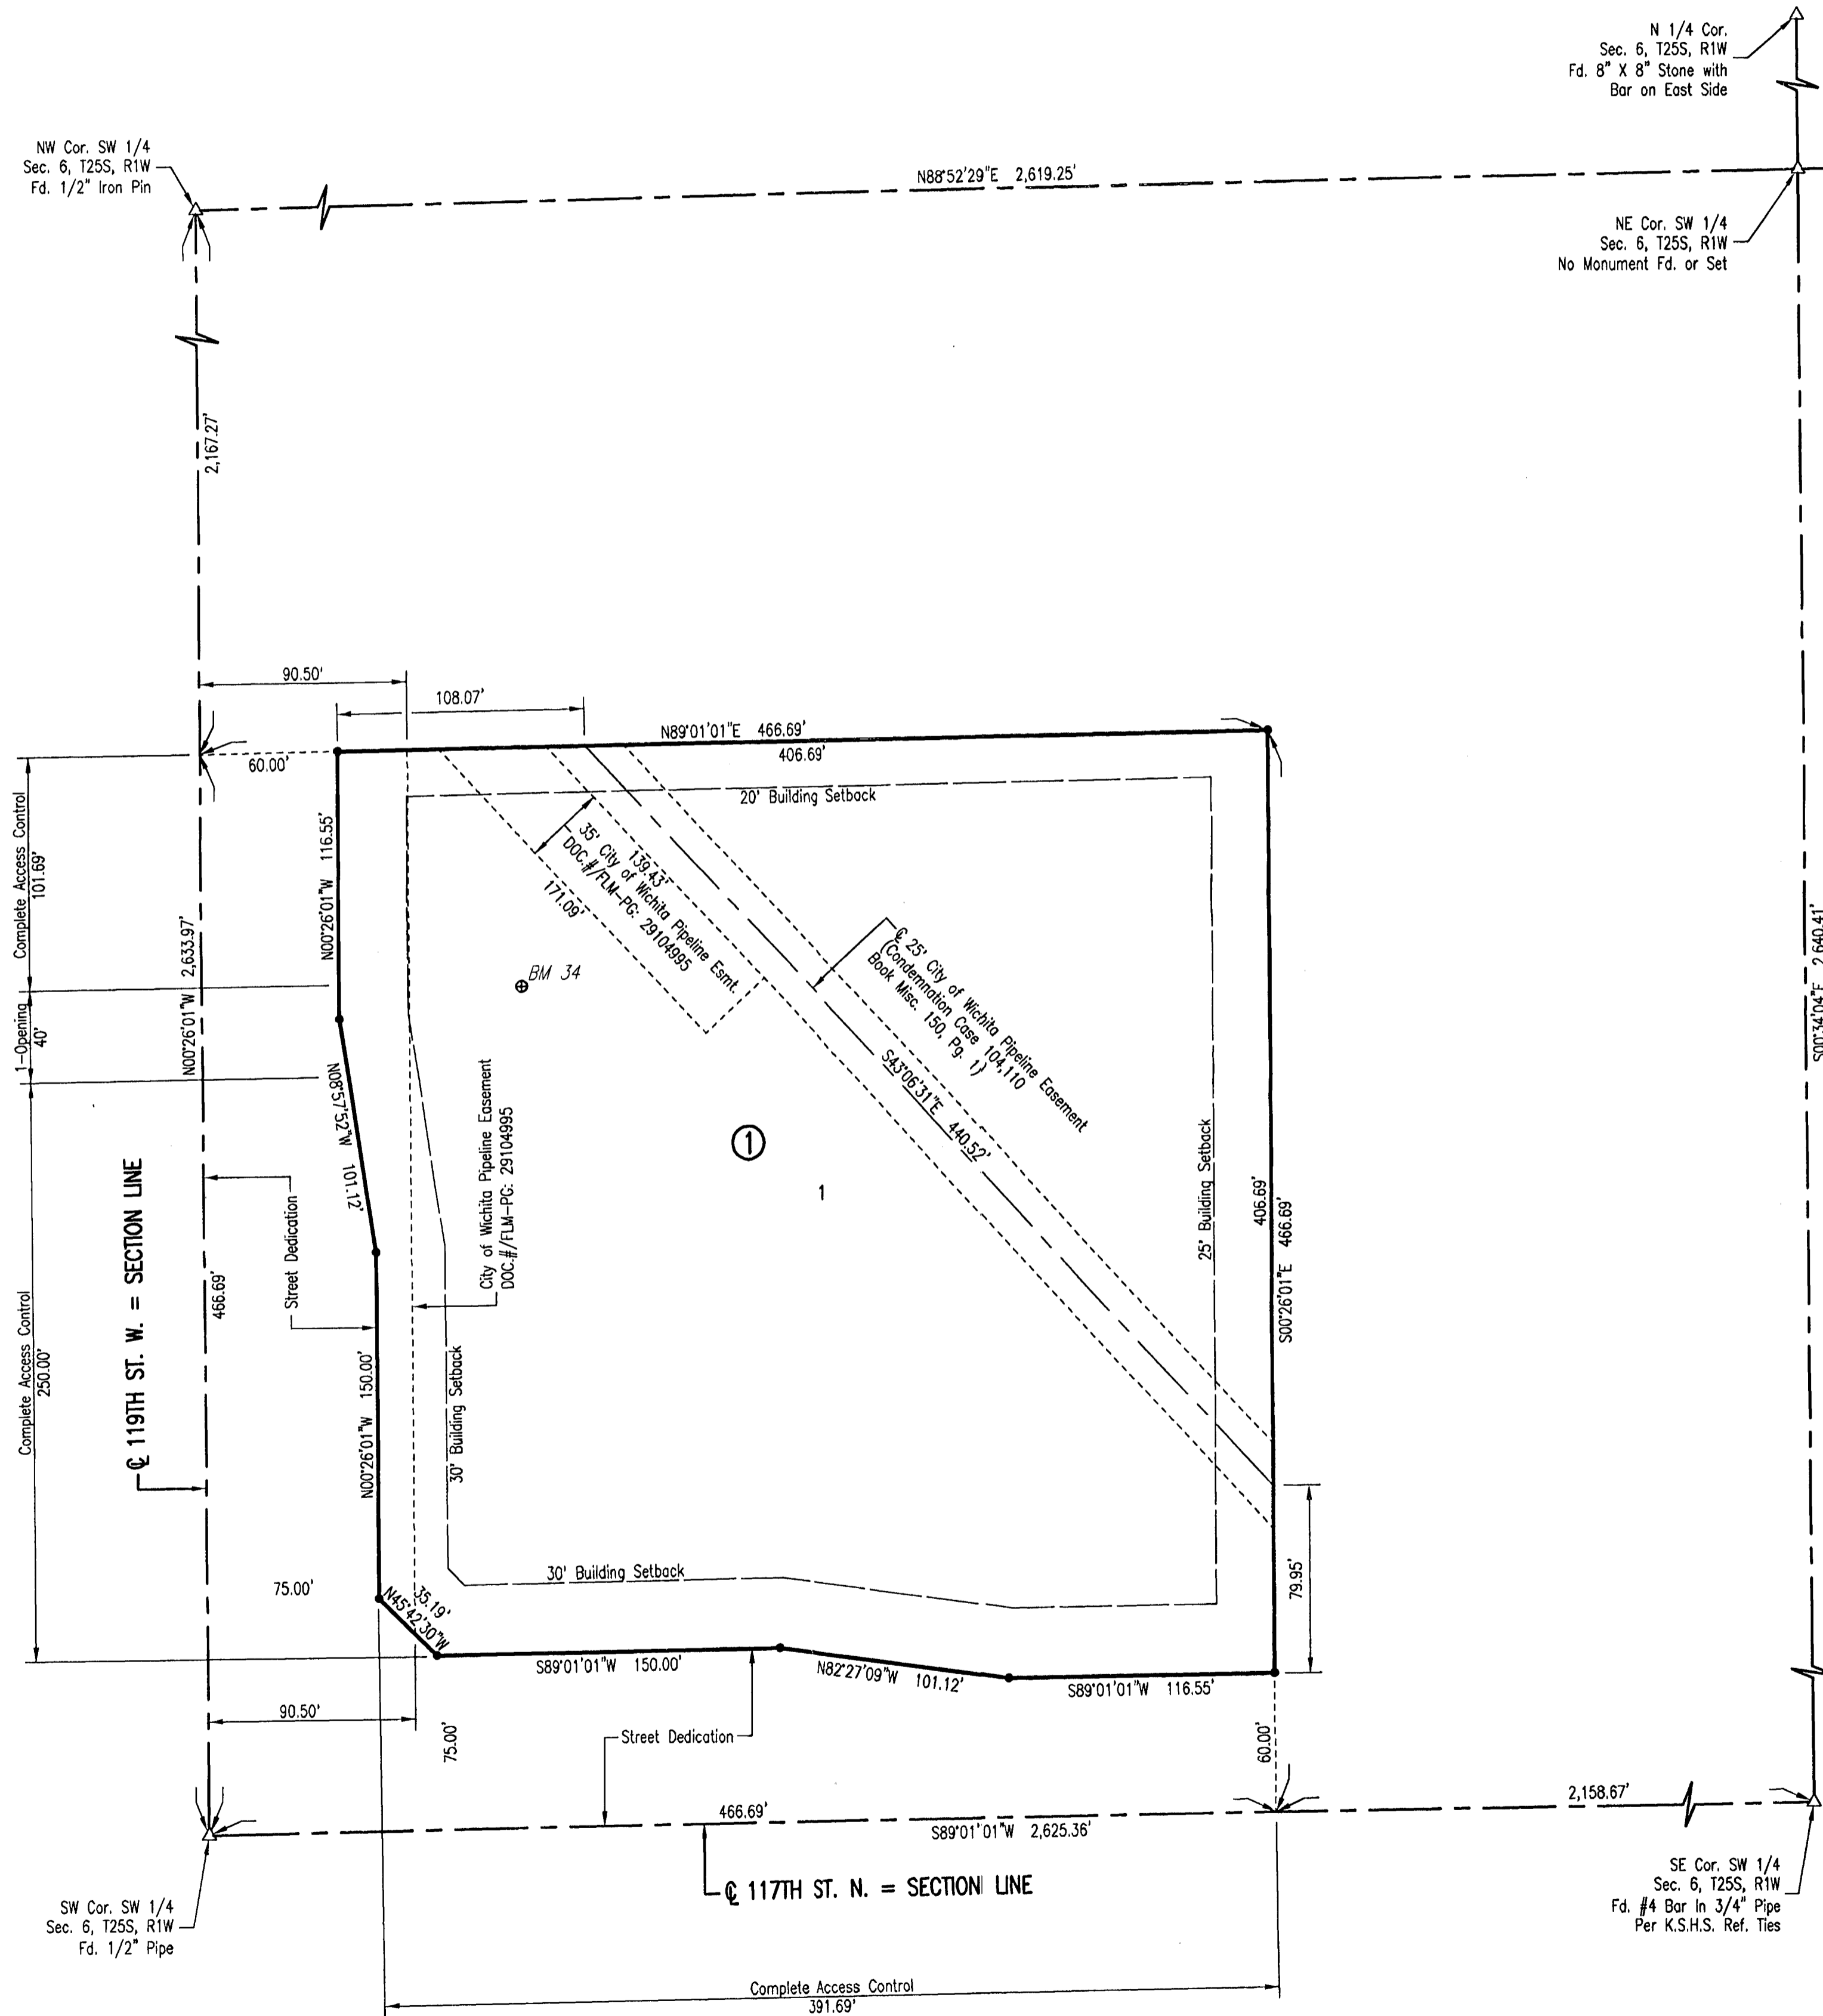 N 1/4 Cor.
Sec. 6, T25S, R1W
Fd. 8" X 8" Stone with
Bar on East Side
NW Cor. SW 1/4
Sec. 6, T25S, R1W
Fd. 1/2" Iron Pin
N88°52'29"E 2,619.25'
NE Cor. SW 1/4
Sec. 6, T25S, R1W
No Monument Fd. or Set
2,167.27'
90.50'
108.07'
N89°01'01"E 466.69'
406.69'
60.00'
20' Building Setback
Complete Access Control
101.69'
N00°26'01"W 116.55'
139.43'
35' City of Wichita Pipeline Esmt.
DOC.#/FLM-PG: 29104995
171.09'
₵ 25' City of Wichita Pipeline Easement
(Condemnation Case 104,110
Book Misc. 150, Pg. 1)
S43°06'31"E 440.52'
BM 34
N00°26'01"W 2,633.97'
S00°34'04"E 2,640.41'
1-Opening
40'
N08°57'52"W 101.12'
City of Wichita Pipeline Easement
DOC.#/FLM-PG: 29104995
1
1
25' Building Setback
406.69'
S00°26'01"E 466.69'
Street Dedication
₵ 119TH ST. W. = SECTION LINE
466.69'
Complete Access Control
250.00'
N00°26'01"W 150.00'
30' Building Setback
30' Building Setback
79.95'
75.00'
35.19'
N45°42'30"W
S89°01'01"W 150.00'
N82°27'09"W 101.12'
S89°01'01"W 116.55'
90.50'
75.00'
Street Dedication
60.00'
466.69'
2,158.67'
S89°01'01"W 2,625.36'
₵ 117TH ST. N. = SECTION LINE
SW Cor. SW 1/4
Sec. 6, T25S, R1W
Fd. 1/2" Pipe
SE Cor. SW 1/4
Sec. 6, T25S, R1W
Fd. #4 Bar In 3/4" Pipe
Per K.S.H.S. Ref. Ties
Complete Access Control
391.69'